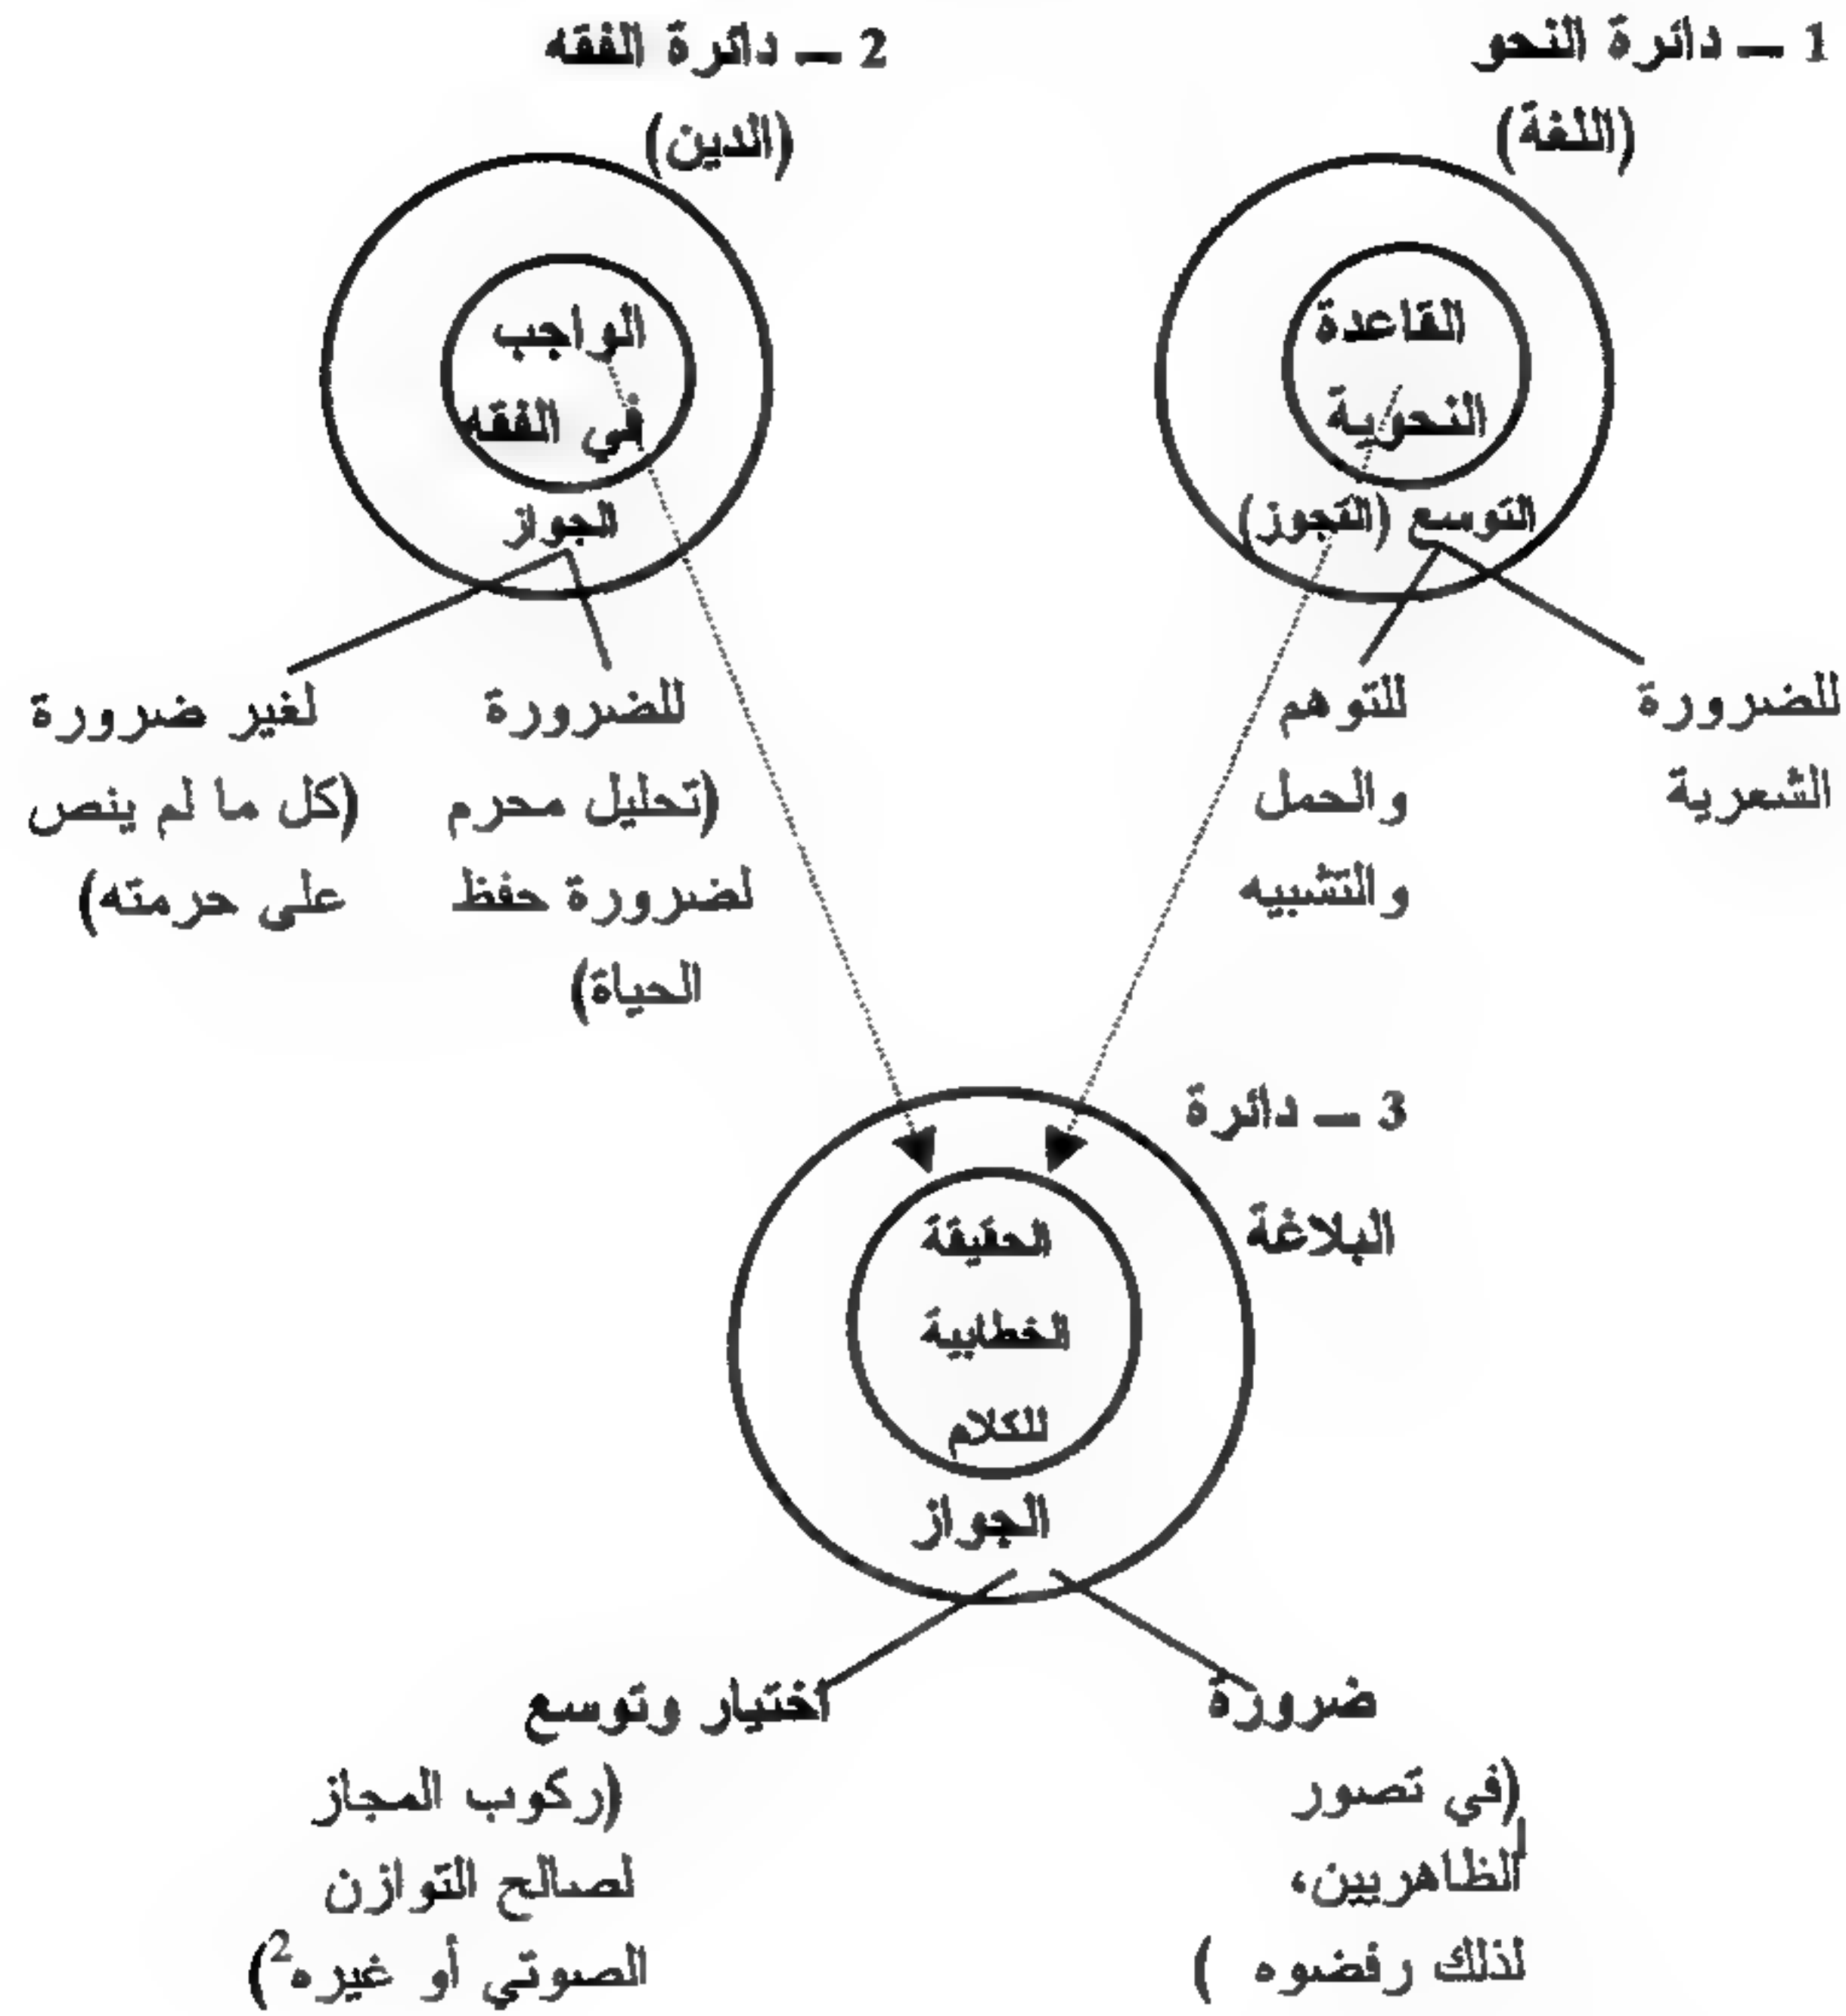 1 – دائرة النحو
(اللغة)
القاعدة
النحوية
التوسع (التجوز)
للضرورة
الشعرية
للتوهم
والحمل
والتشبيه
2 – دائرة الفقه
(الدين)
الواجب
في الفقه
الجواز
للضرورة
(تحليل محرم
لضرورة حفظ
الحياة)
لغير ضرورة
(كل ما لم ينص
على حرمته)
3 – دائرة
البلاغة
الحقيقة
الخطابية
للكلام
الجواز
ضرورة
(في تصور
الظاهريين،
لذلك رفضوه )
اختيار وتوسع
(ركوب المجاز
لصالح التوازن
الصوتي أو غيره²)